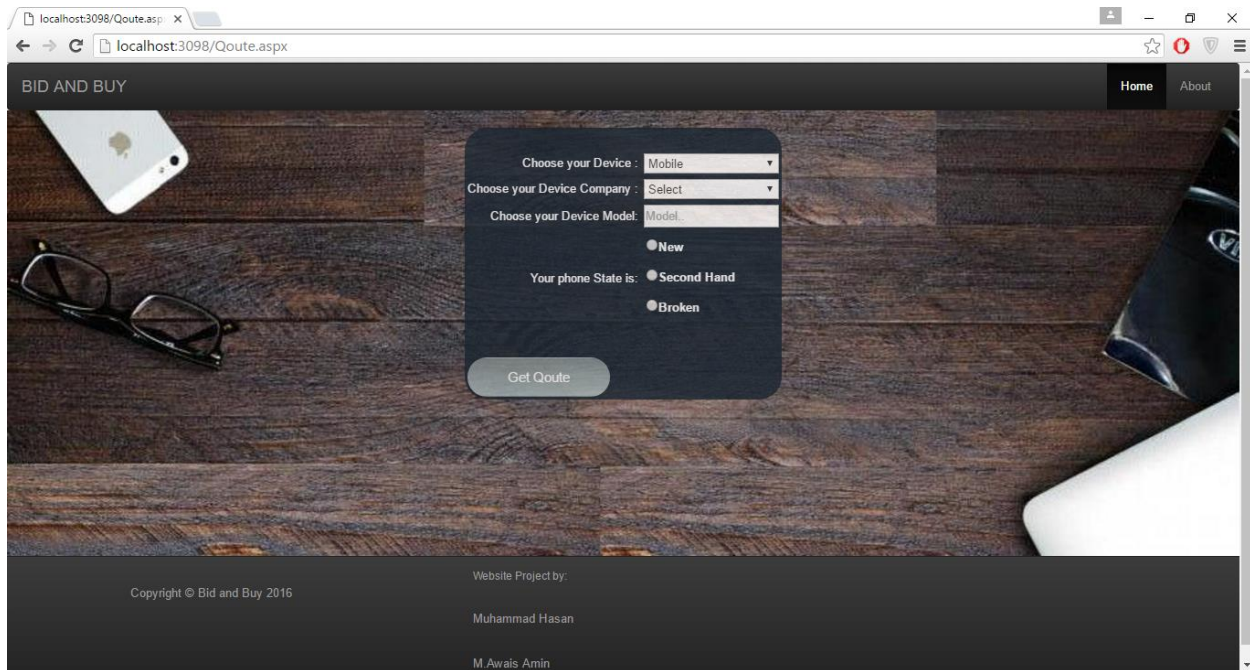 localhost:3098/Qoute.asp
localhost:3098/Qoute.aspx
BID AND BUY
Home
About
Choose your Device :
Mobile
Choose your Device Company :
Select
Choose your Device Model:
Model..
New
Your phone State is:
Second Hand
Broken
Get Qoute
Website Project by:
Copyright © Bid and Buy 2016
Muhammad Hasan
M.Awais Amin